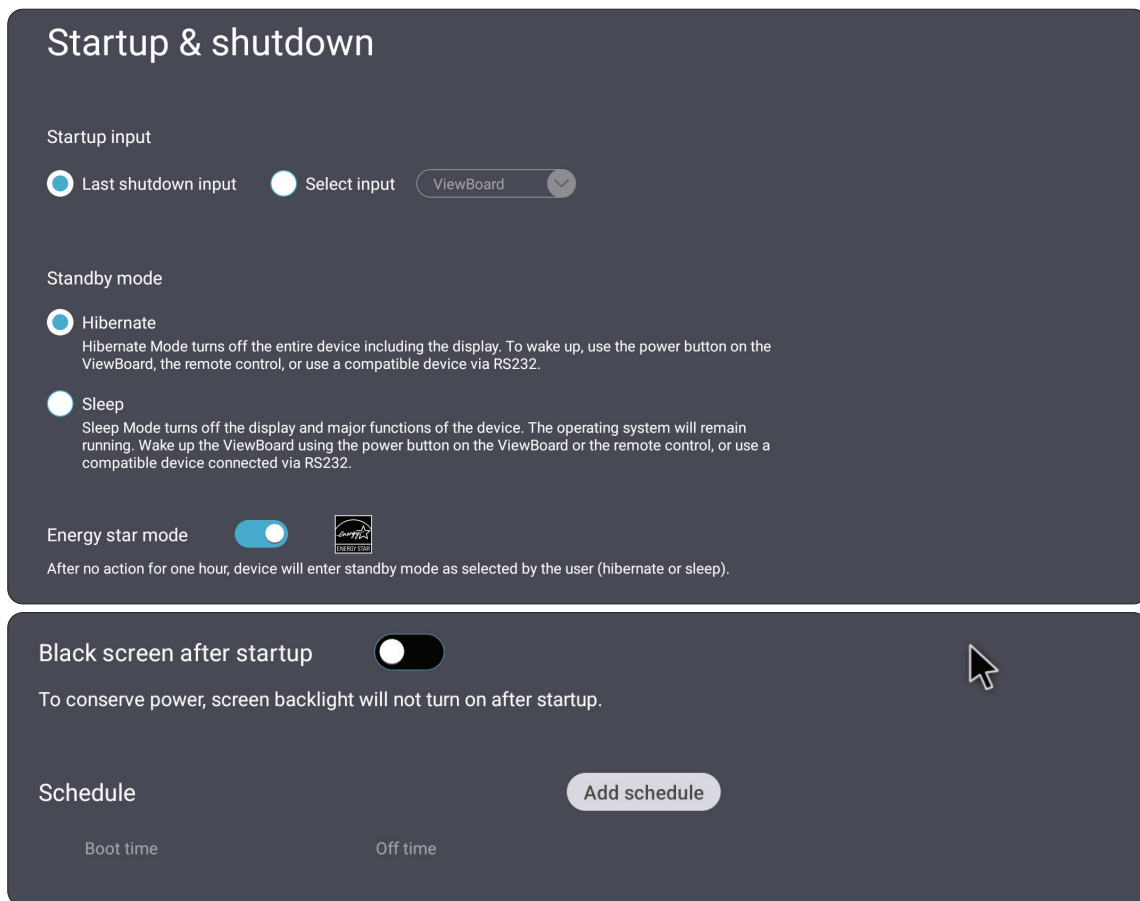 Startup & shutdown
Startup input
Last shutdown input Select input ViewBoard
Standby mode
Hibernate
Hibernate Mode turns off the entire device including the display. To wake up, use the power button on the
ViewBoard, the remote control, or use a compatible device via RS232.
Sleep
Sleep Mode turns off the display and major functions of the device. The operating system will remain
running. Wake up the ViewBoard using the power button on the ViewBoard or the remote control, or use a
compatible device connected via RS232.
Energy star mode energy ENERGY STAR
After no action for one hour, device will enter standby mode as selected by the user (hibernate or sleep).
Black screen after startup
To conserve power, screen backlight will not turn on after startup.
Schedule Add schedule
Boot time Off time